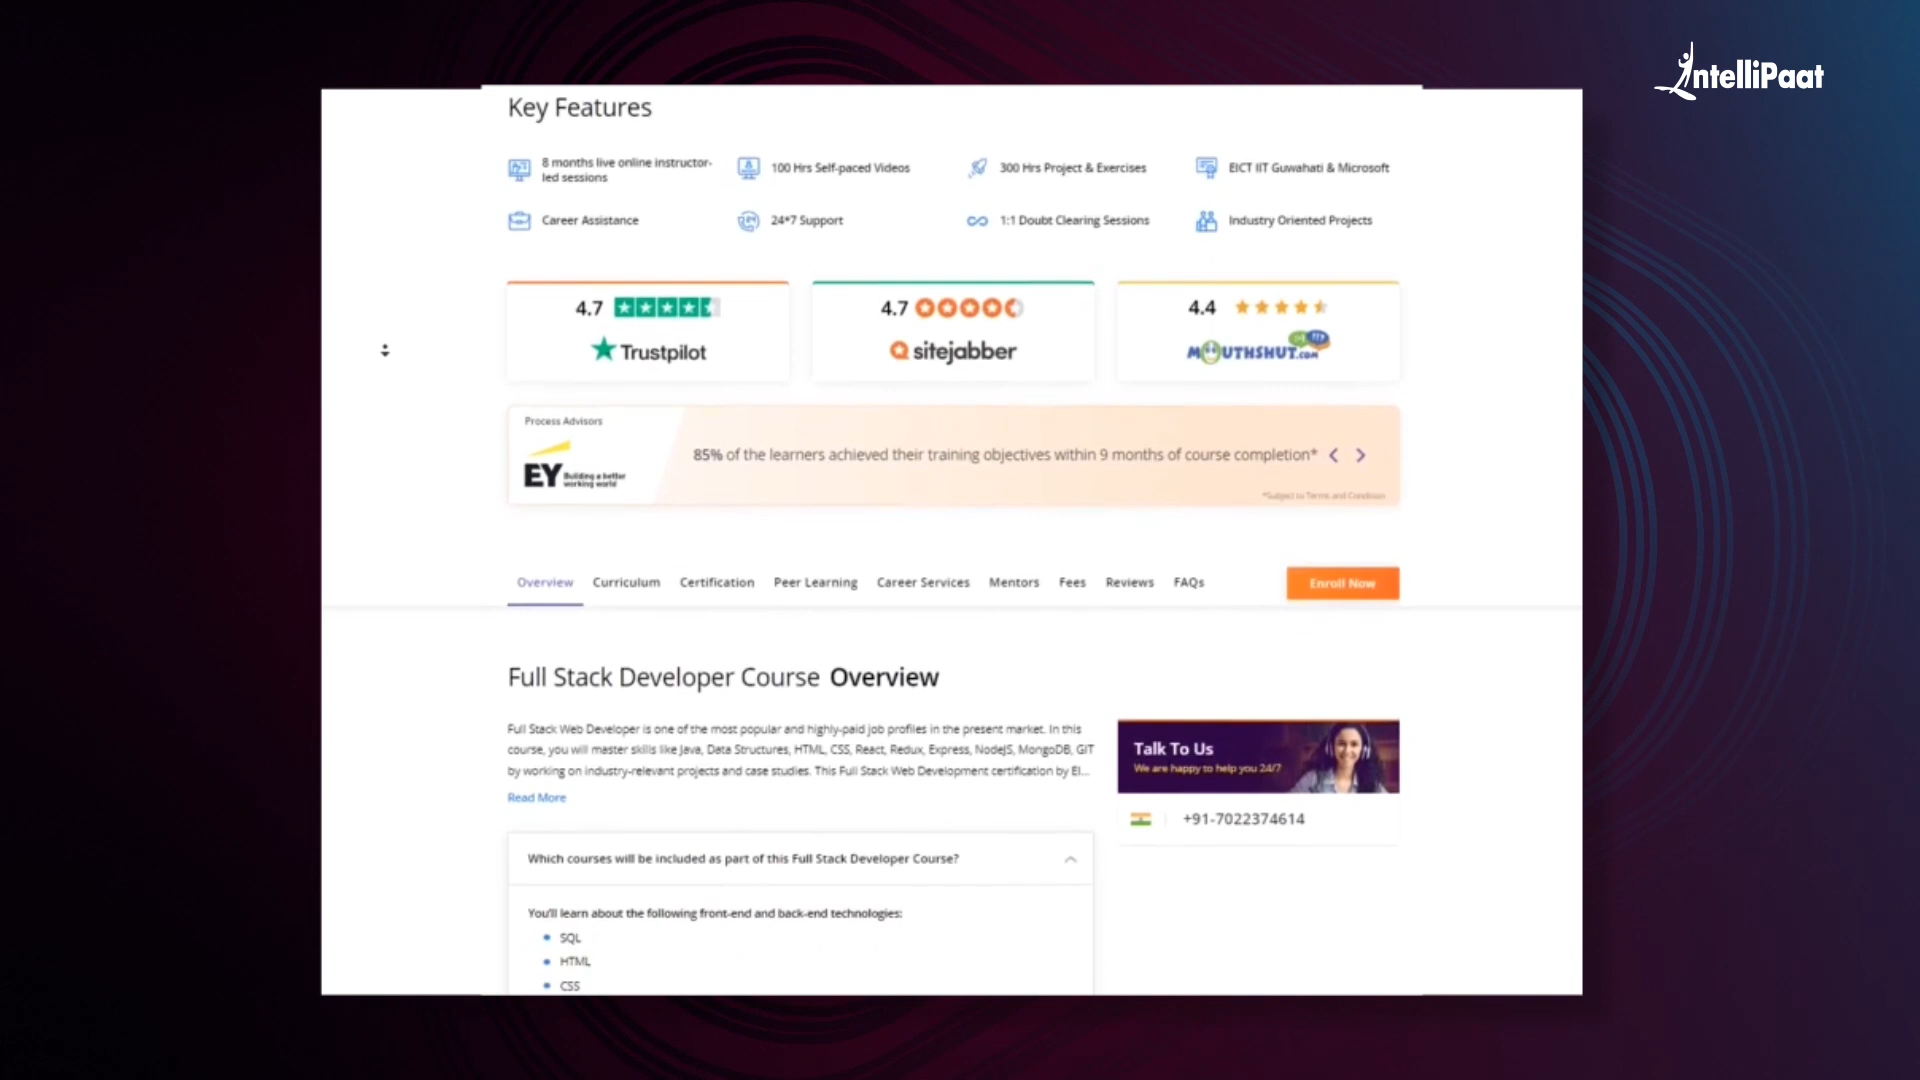 IntelliPaat
Key Features
8 months live online instructor-
led sessions
100 Hrs Self-paced Videos
300 Hrs Project & Exercises
EICT IIT Guwahati & Microsoft
Career Assistance
24*7 Support
1:1 Doubt Clearing Sessions
Industry Oriented Projects
4.7
Trustpilot
4.7
sitejabber
4.4
MOUTHSHUT.COM
Process Advisors
EY Building a better
working world
85% of the learners achieved their training objectives within 9 months of course completion*
*Subject to Terms and Condition
Overview Curriculum Certification Peer Learning Career Services Mentors Fees Reviews FAQs Enroll Now
Full Stack Developer Course Overview
Full Stack Web Developer is one of the most popular and highly-paid job profiles in the present market. In this
course, you will master skills like Java, Data Structures, HTML, CSS, React, Redux, Express, NodeJS, MongoDB, GIT
by working on industry-relevant projects and case studies. This Full Stack Web Development certification by EI...
Read More
Talk To Us
We are happy to help you 24/7
+91-7022374614
Which courses will be included as part of this Full Stack Developer Course?
You'll learn about the following front-end and back-end technologies:
SQL
HTML
CSS